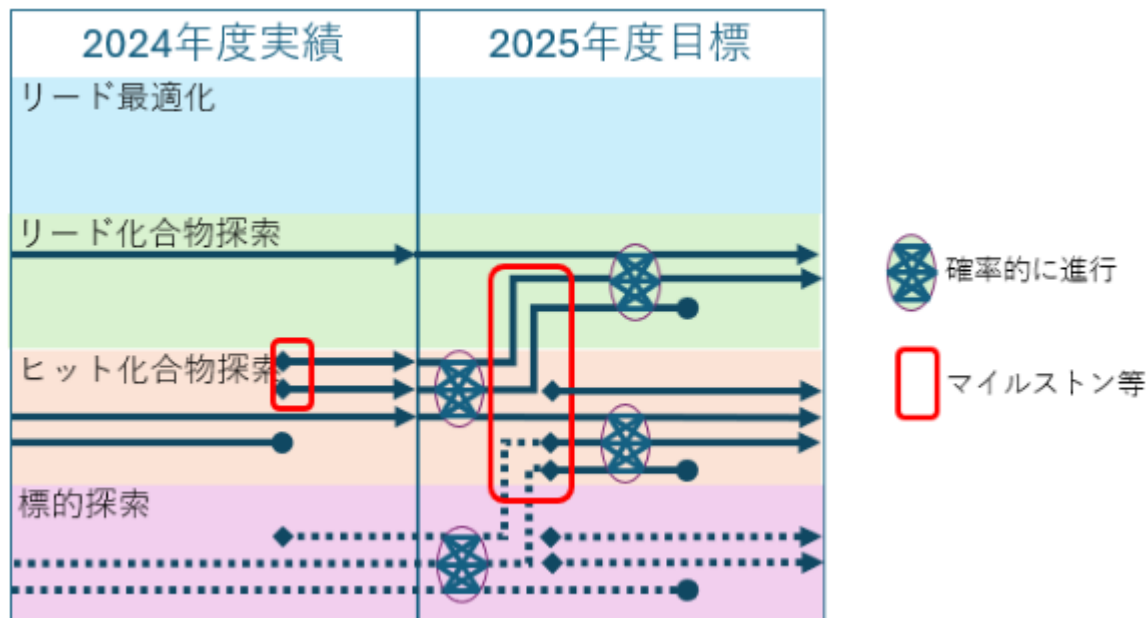 2024年度実績
2025年度目標
リード最適化
リード化合物探索
ヒット化合物探索
標的探索
確率的に進行
マイルストン等